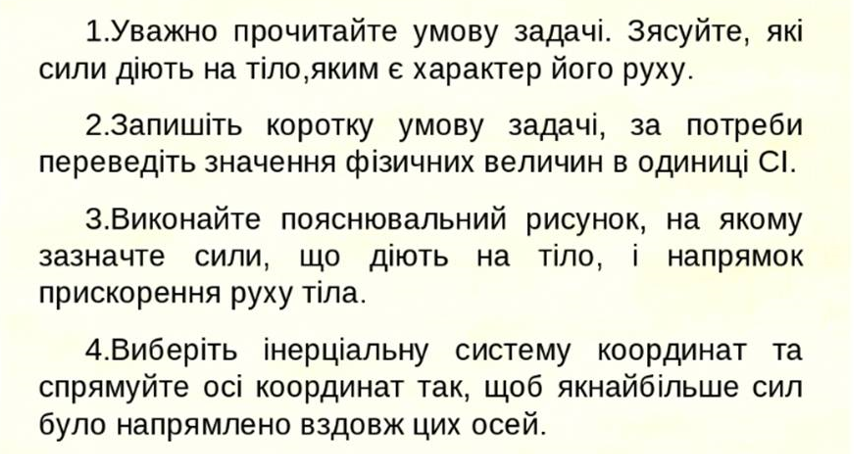 1.Уважно прочитайте умову задачі. Зясуйте, які
сили діють на тіло,яким є характер його руху.
2.Запишіть коротку умову задачі, за потреби
переведіть значення фізичних величин в одиниці СІ.
3.Виконайте пояснювальний рисунок, на якому
зазначте сили, що діють на тіло, і напрямок
прискорення руху тіла.
4.Виберіть інерціальну систему координат та
спрямуйте осі координат так, щоб якнайбільше сил
було напрямлено вздовж цих осей.